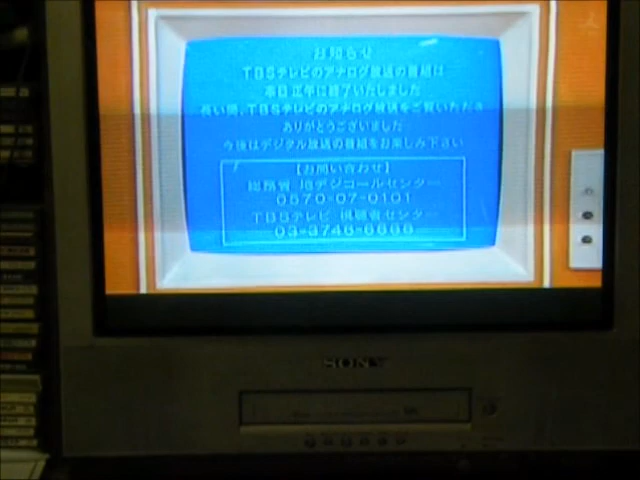 お知らせ
TBSテレビのアナログ放送の番組は
本日正午に終了いたしました
長い間、TBSテレビのアナログ放送をご覧いただき
ありがとうございました
今後はデジタル放送の番組をお楽しみ下さい
【お問い合わせ】
総務省 地デジコールセンター
0570-07-0101
TBSテレビ 視聴者センター
03-3746-6666
SONY